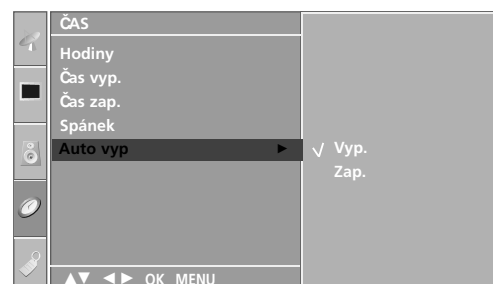 ČAS
Hodiny
Čas vyp.
Čas zap.
Spánek
Auto vyp ►
√ Vyp.
Zap.
▲▼ ◄► OK MENU